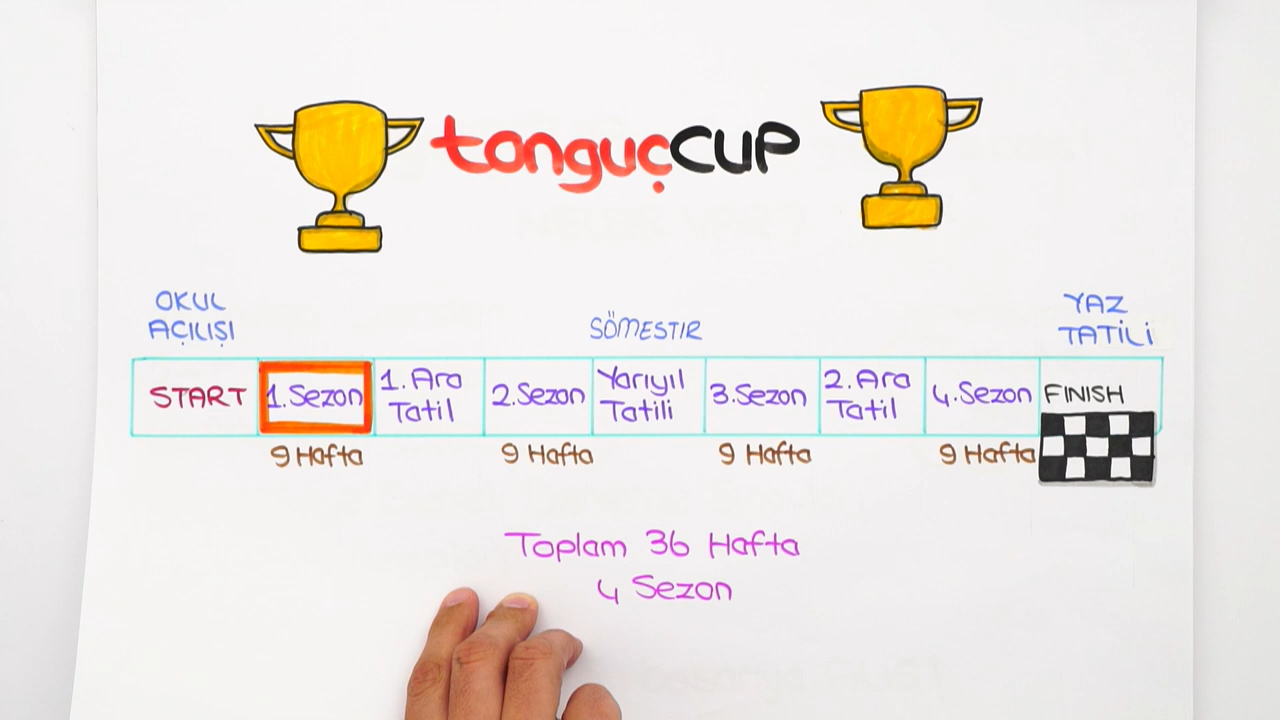 tonguçCUP
OKUL
AÇILIŞI
SÖMESTIR
YAZ
TATİLİ
START
1.Sezon
1. Ara
Tatil
2.Sezon
Yarıyıl
Tatili
3.Sezon
2. Ara
Tatil
4.Sezon
FINISH
9 Hafta
9 Hafta
9 Hafta
9 Hafta
Toplam 36 Hafta
4 Sezon